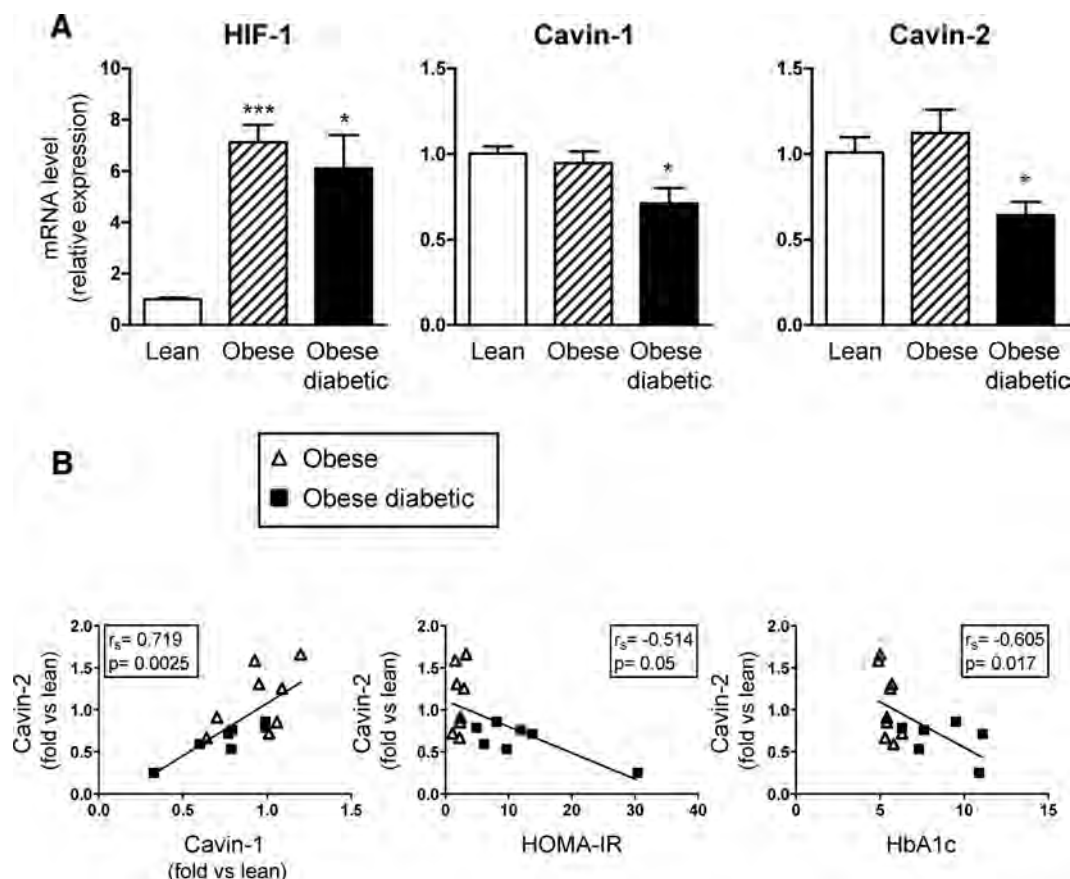 A
HIF-1
Cavin-1
Cavin-2
mRNA level
(relative expression)
10
8
6
4
2
0
***
*
Lean
Obese
Obese
diabetic
1.5
1.0
0.5
0.0
*
Lean
Obese
Obese
diabetic
1.5
1.0
0.5
0.0
*
Lean
Obese
Obese
diabetic
B
Obese
Obese diabetic
Cavin-2
(fold vs lean)
2.0
1.5
1.0
0.5
0.0
rs= 0.719
p= 0.0025
0.0
0.5
1.0
1.5
Cavin-1
(fold vs lean)
Cavin-2
(fold vs lean)
2.0
1.5
1.0
0.5
0.0
rs= -0.514
p= 0.05
0
10
20
30
40
HOMA-IR
Cavin-2
(fold vs lean)
2.0
1.5
1.0
0.5
0.0
rs= -0.605
p= 0.017
0
5
10
15
HbA1c